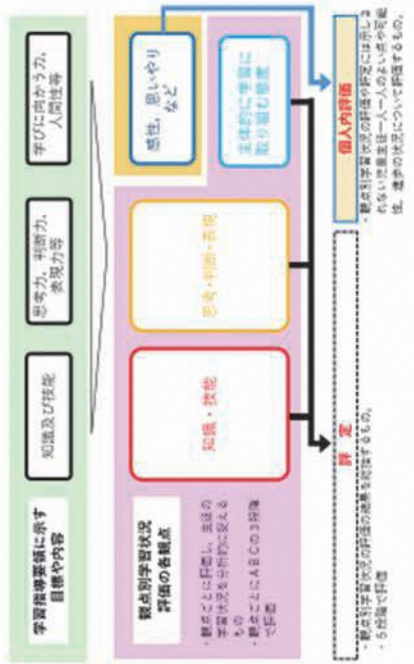 学習指導要領に示す
目標や内容
知識及び技能
思考力，判断力，
表現力等
学びに向かう力，
人間性等
観点別学習状況
評価の各観点
・観点ごとに評価し，生徒の
学習状況を分析的に捉える
もの
・観点ごとにＡＢＣの３段階
で評価
知識・技能
思考・判断・表現
感性，思いやり
など
主体的に学習に
取り組む態度
評　定
・観点別学習状況の評価の結果を総括するもの。
・５段階で評価
個人内評価
・観点別学習状況の評価や評定には示しき
れない児童生徒一人一人のよい点や可能
性，進歩の状況について評価するもの。